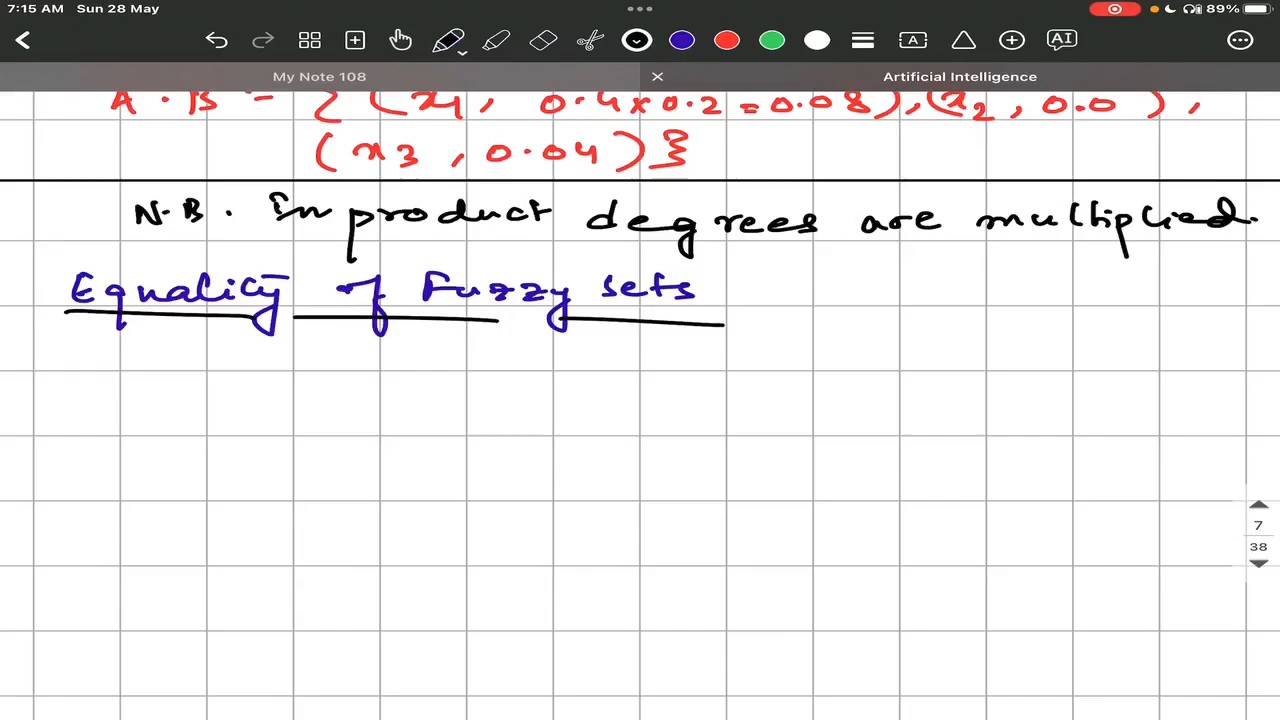 7:15 AM Sun 28 May
89%
A
AI
My Note 108
Artificial Intelligence
A · B = { (x1, 0.4×0.2=0.08), (x2, 0.0),
(x3, 0.04)}
N.B. In product degrees are multiplied.
Equality of Fuzzy sets
7
38